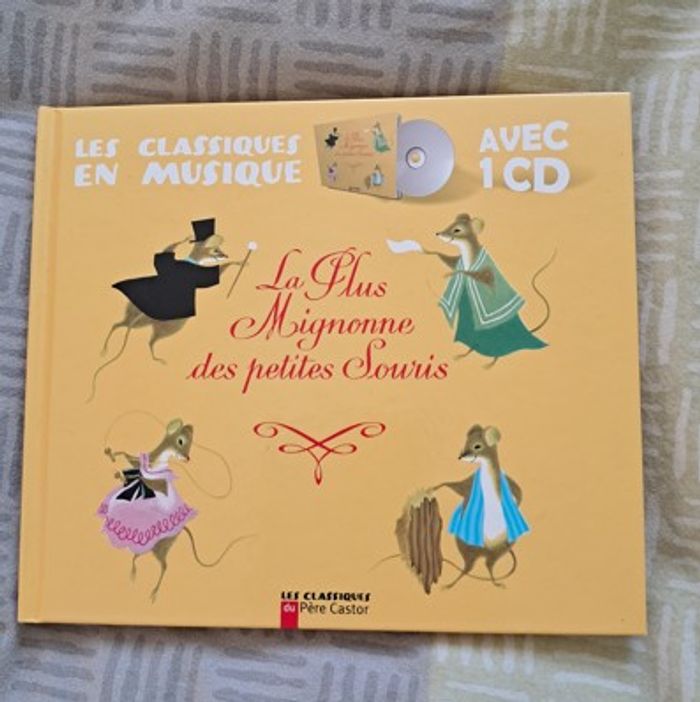 LES CLASSIQUES
EN MUSIQUE
AVEC
1 CD
La Plus
Mignonne
des petites Souris
LES CLASSIQUES
du Père Castor